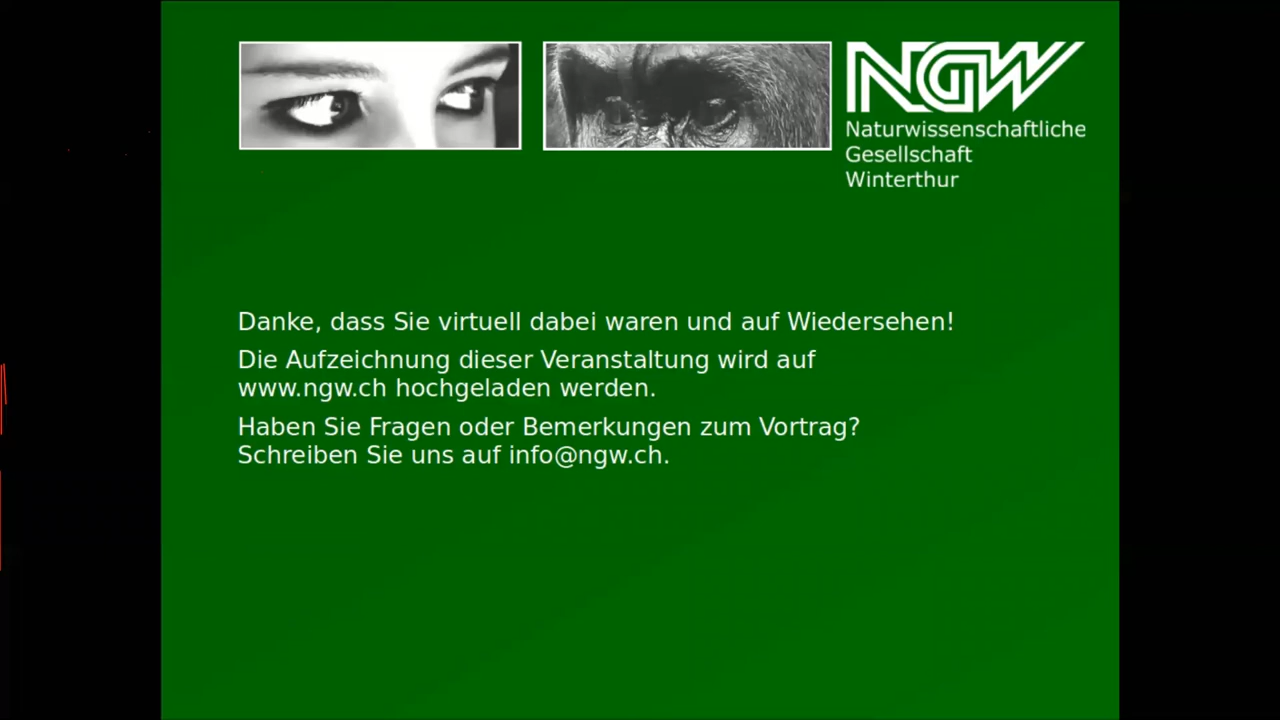 NGW
Naturwissenschaftliche
Gesellschaft
Winterthur
Danke, dass Sie virtuell dabei waren und auf Wiedersehen!
Die Aufzeichnung dieser Veranstaltung wird auf
www.ngw.ch hochgeladen werden.
Haben Sie Fragen oder Bemerkungen zum Vortrag?
Schreiben Sie uns auf info@ngw.ch.